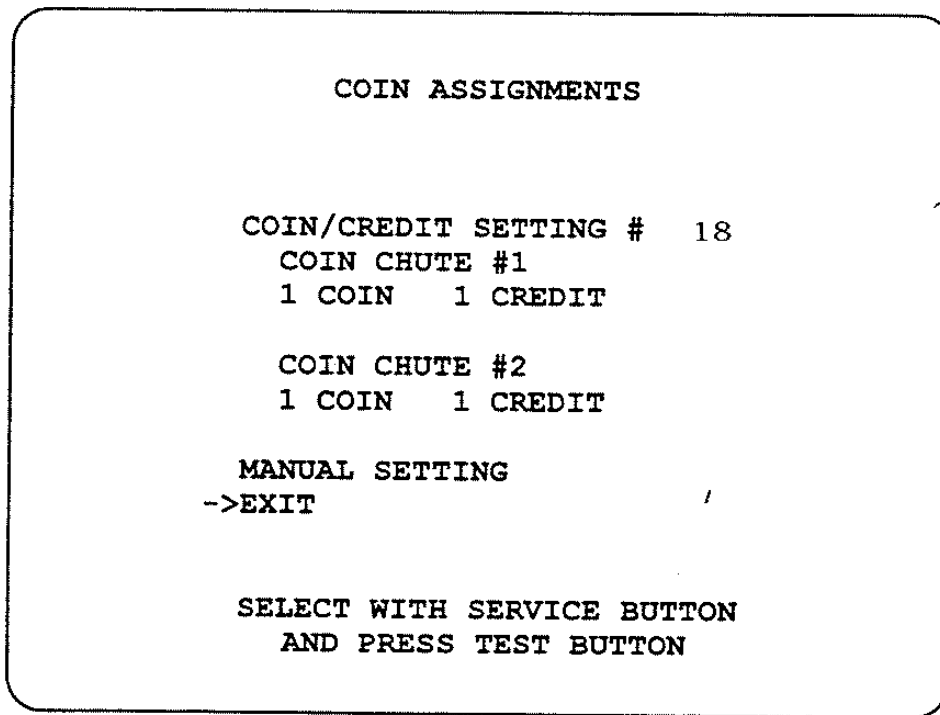 COIN ASSIGNMENTS
COIN/CREDIT SETTING # 18
COIN CHUTE #1
1 COIN 1 CREDIT
COIN CHUTE #2
1 COIN 1 CREDIT
MANUAL SETTING
->EXIT
SELECT WITH SERVICE BUTTON
AND PRESS TEST BUTTON